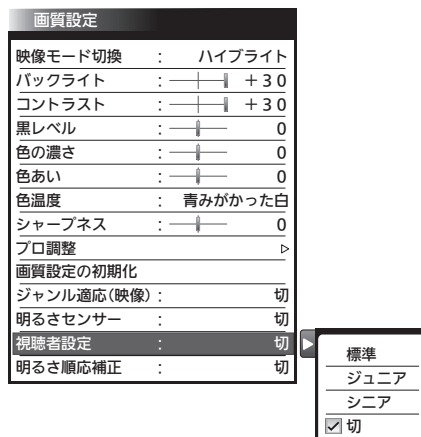 画質設定
映像モード切換 : ハイブライト
バックライト : +30
コントラスト : +30
黒レベル : 0
色の濃さ : 0
色あい : 0
色温度 : 青みがかった白
シャープネス : 0
プロ調整
画質設定の初期化
ジャンル適応(映像) : 切
明るさセンサー : 切
視聴者設定 : 切
明るさ順応補正 : 切
標準
ジュニア
シニア
切